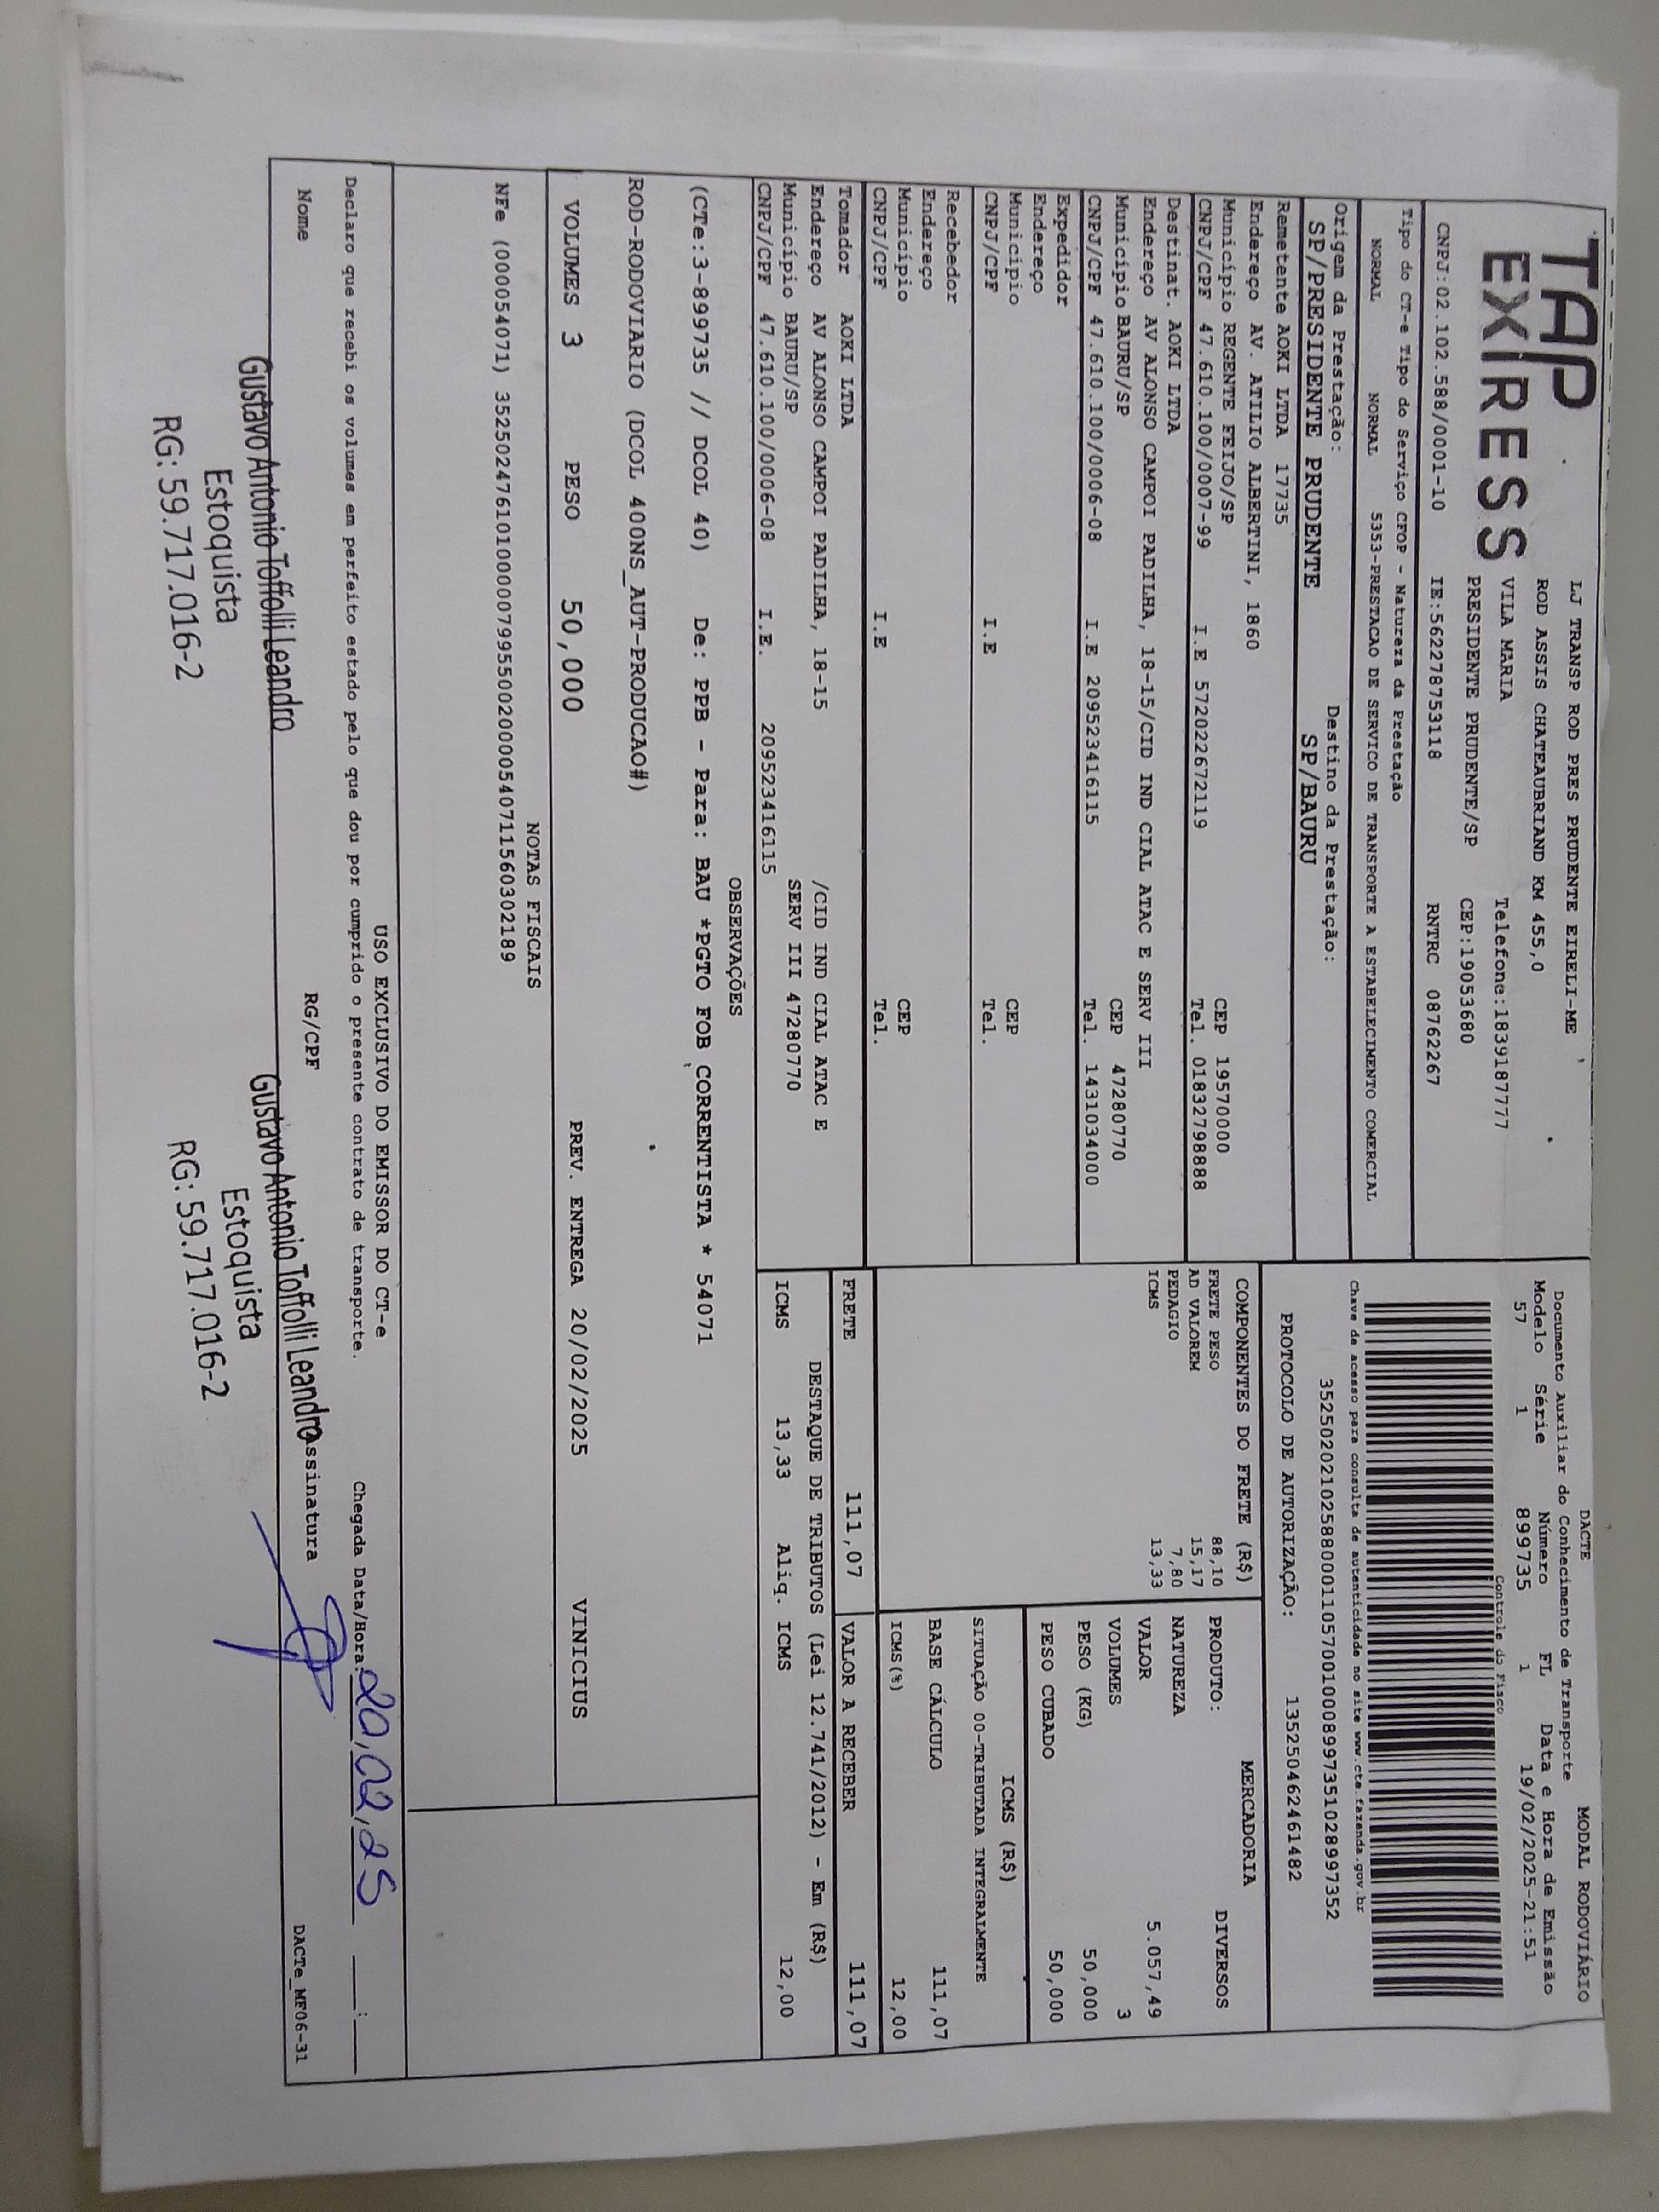 TAP
EXPRESS
LJ TRANSP ROD PRES PRUDENTE EIRELI-ME
ROD ASSIS CHATEAUBRIAND KM 455,0
VILA MARIA Telefone:1839187777
PRESIDENTE PRUDENTE/SP CEP:19053680
CNPJ:02.102.588/0001-10 IE:562278753118 RNTRC 08762267
Tipo do CT-e Tipo do Serviço CFOP - Natureza da Prestação
NORMAL NORMAL 5353-PRESTACAO DE SERVICO DE TRANSPORTE A ESTABELECIMENTO COMERCIAL
Origem da Prestação: Destino da Prestação:
SP/PRESIDENTE PRUDENTE SP/BAURU
Remetente AOKI LTDA 17735
Endereço AV. ATILIO ALBERTINI, 1860
Município REGENTE FEIJO/SP CEP 19570000
CNPJ/CPF 47.610.100/0007-99 I.E 572022672119 Tel. 01832798888
Destinat. AOKI LTDA
Endereço AV ALONSO CAMPOI PADILHA, 18-15/CID IND CIAL ATAC E SERV III
Município BAURU/SP CEP 47280770
CNPJ/CPF 47.610.100/0006-08 I.E 209523416115 Tel. 1431034000
Expedidor
Endereço
Município CEP
CNPJ/CPF I.E Tel.
Recebedor
Endereço
Município CEP
CNPJ/CPF I.E Tel.
Tomador AOKI LTDA
Endereço AV ALONSO CAMPOI PADILHA, 18-15 /CID IND CIAL ATAC E
Município BAURU/SP SERV III 47280770
CNPJ/CPF 47.610.100/0006-08 I.E. 209523416115
DACTE MODAL RODOVIÁRIO
Documento Auxiliar do Conhecimento de Transporte
Modelo Série Número FL Data e Hora de Emissão
57 1 899735 1 19/02/2025-21:51
Controle do Fisco
Chave de acesso para consulta de autenticidade no site www.cte.fazenda.gov.br
35250202102588000110570010008997351028997352
PROTOCOLO DE AUTORIZAÇÃO: 135250462461482
COMPONENTES DO FRETE (R$)
FRETE PESO 88,10
AD VALOREM 15,17
PEDAGIO 7,80
ICMS 13,33
MERCADORIA
PRODUTO: DIVERSOS
NATUREZA
VALOR 5.057,49
VOLUMES 3
PESO (KG) 50,000
PESO CUBADO 50,000
ICMS (R$)
SITUAÇÃO 00-TRIBUTADA INTEGRALMENTE
BASE CÁLCULO 111,07
ICMS(%) 12,00
FRETE 111,07 VALOR A RECEBER 111,07
DESTAQUE DE TRIBUTOS (Lei 12.741/2012) - Em (R$)
ICMS 13,33 Aliq. ICMS 12,00
OBSERVAÇÕES
(CTe:3-899735 // DCOL 40) De: PPB - Para: BAU *PGTO FOB CORRENTISTA * 54071
ROD-RODOVIARIO (DCOL 400NS_AUT-PRODUCAO#)
VOLUMES 3 PESO 50,000 PREV. ENTREGA 20/02/2025 VINICIUS
NOTAS FISCAIS
NFe (000054071) 35250247610100000799550020000540711560302189
USO EXCLUSIVO DO EMISSOR DO CT-e
Declaro que recebi os volumes em perfeito estado pelo que dou por cumprido o presente contrato de transporte. Chegada Data/Hora: 20,02,25 ___:___
Nome RG/CPF Assinatura DACTe_MF06-31
Gustavo Antonio Toffolli Leandro
Estoquista
RG: 59.717.016-2
Gustavo Antonio Toffolli Leandro
Estoquista
RG: 59.717.016-2